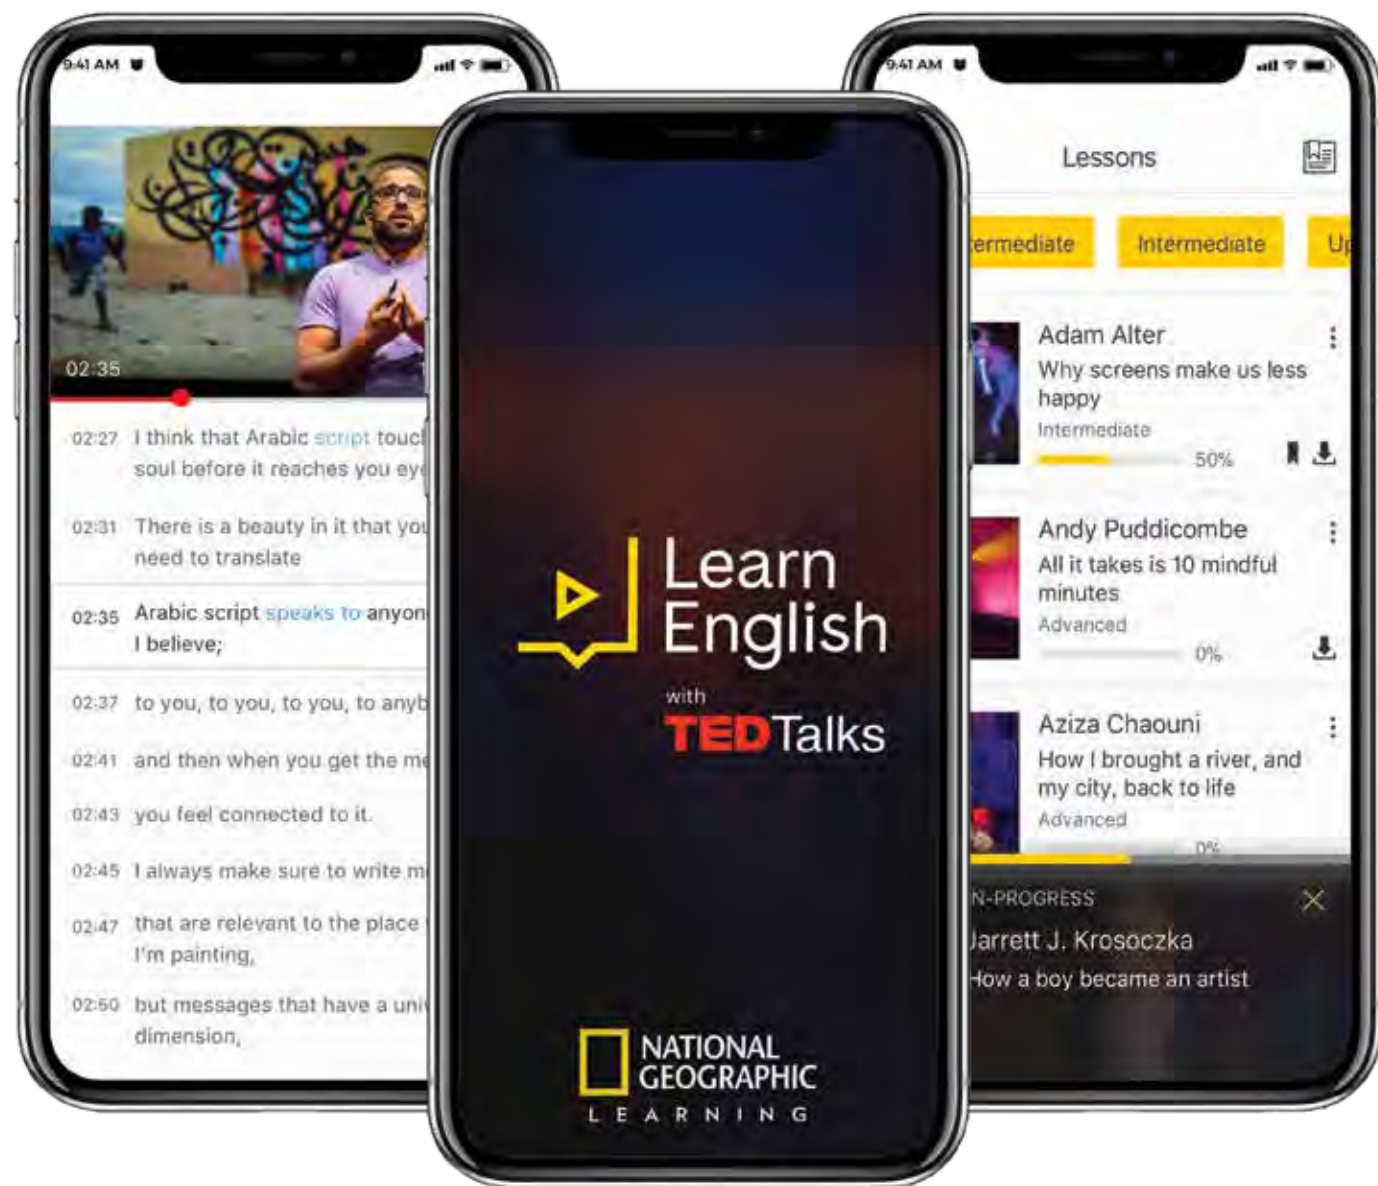 9:41 AM
02:35
02:27 I think that Arabic script touch
soul before it reaches you eye
02:31 There is a beauty in it that you
need to translate
02:35 Arabic script speaks to anyon
I believe;
02:37 to you, to you, to you, to anyb
02:41 and then when you get the me
02:43 you feel connected to it.
02:45 I always make sure to write m
02:47 that are relevant to the place
I'm painting,
02:50 but messages that have a univ
dimension,
Learn
English
with
TED Talks
NATIONAL
GEOGRAPHIC
LEARNING
9:41 AM
Lessons
ermediate Intermediate Up
Adam Alter
Why screens make us less
happy
Intermediate
50%
Andy Puddicombe
All it takes is 10 mindful
minutes
Advanced
0%
Aziza Chaouni
How I brought a river, and
my city, back to life
Advanced
0%
N-PROGRESS
Jarrett J. Krosoczka
How a boy became an artist